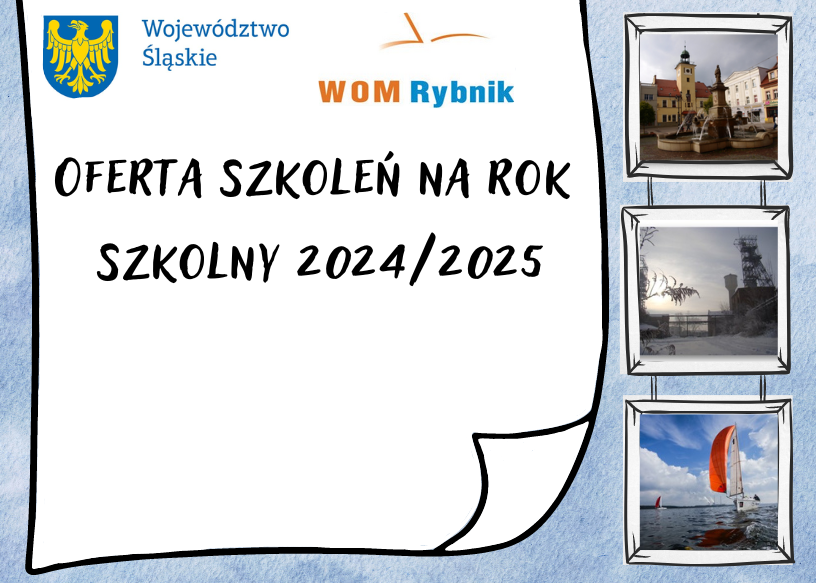 Województwo
Śląskie
WOM Rybnik
OFERTA SZKOLEŃ NA ROK
SZKOLNY 2024/2025